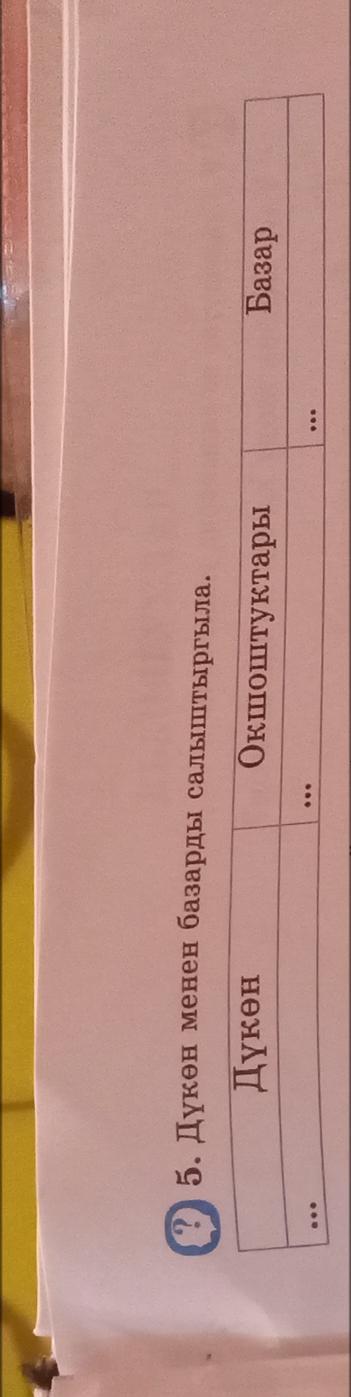 ? 5. Дүкөн менен базарды салыштыргыла.
Дүкөн Окшоштуктары Базар
... ... ...